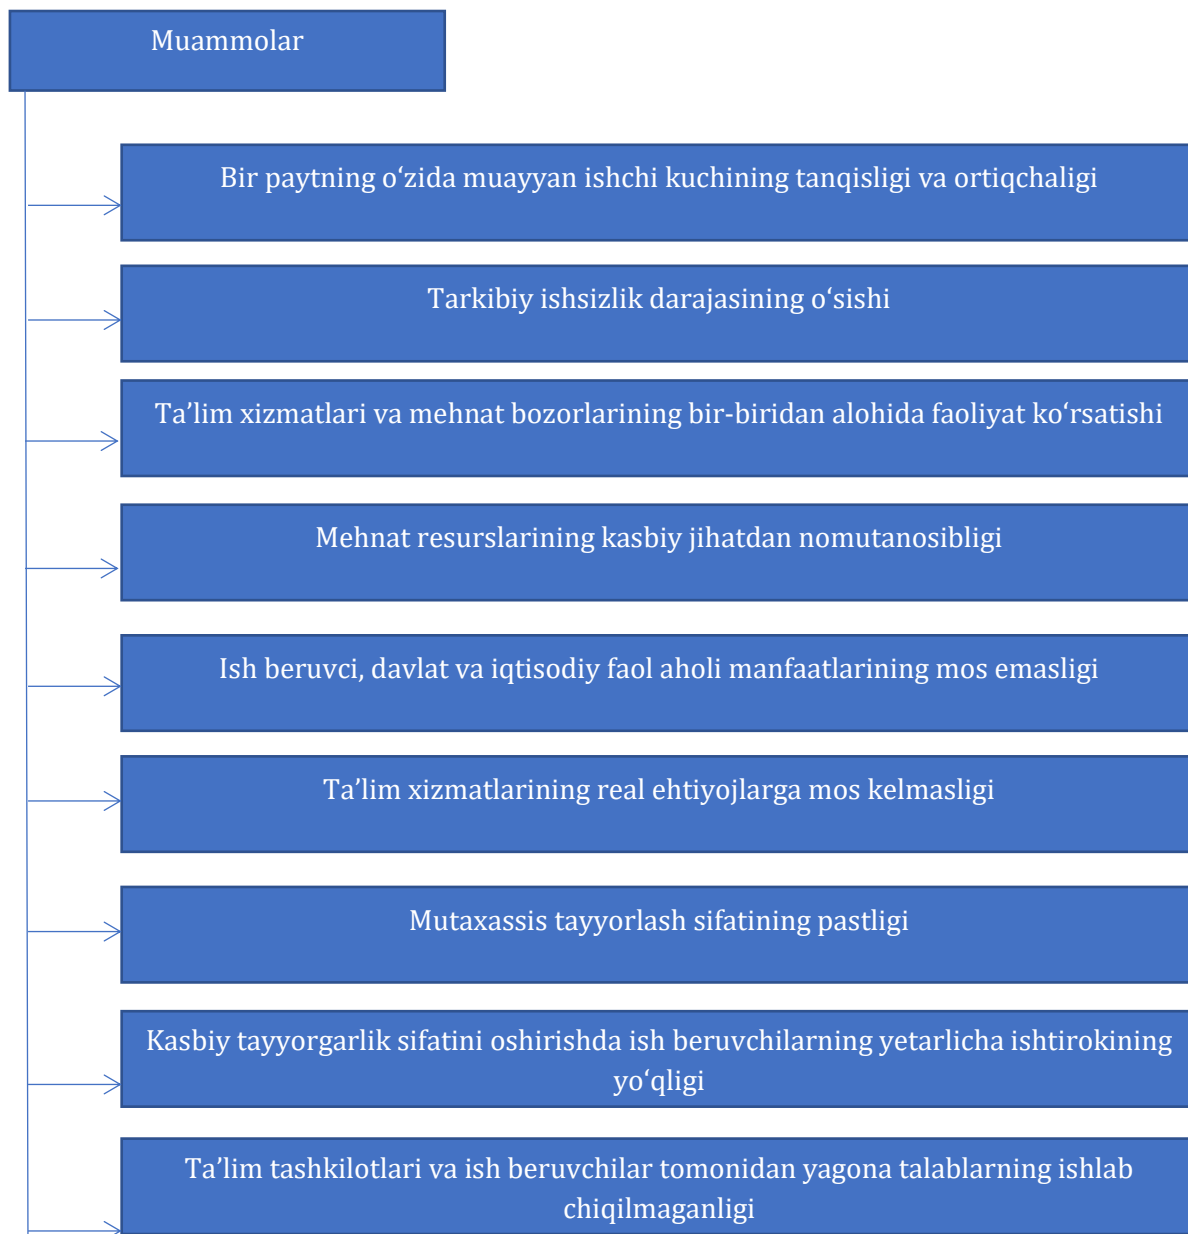 Muammolar
Bir paytning o‘zida muayyan ishchi kuchining tanqisligi va ortiqchaligi
Tarkibiy ishsizlik darajasining o‘sishi
Ta’lim xizmatlari va mehnat bozorlarining bir-biridan alohida faoliyat ko‘rsatishi
Mehnat resurslarining kasbiy jihatdan nomutanosibligi
Ish beruvci, davlat va iqtisodiy faol aholi manfaatlarining mos emasligi
Ta’lim xizmatlarining real ehtiyojlarga mos kelmasligi
Mutaxassis tayyorlash sifatining pastligi
Kasbiy tayyorgarlik sifatini oshirishda ish beruvchilarning yetarlicha ishtirokining
yo‘qligi
Ta’lim tashkilotlari va ish beruvchilar tomonidan yagona talablarning ishlab
chiqilmaganligi